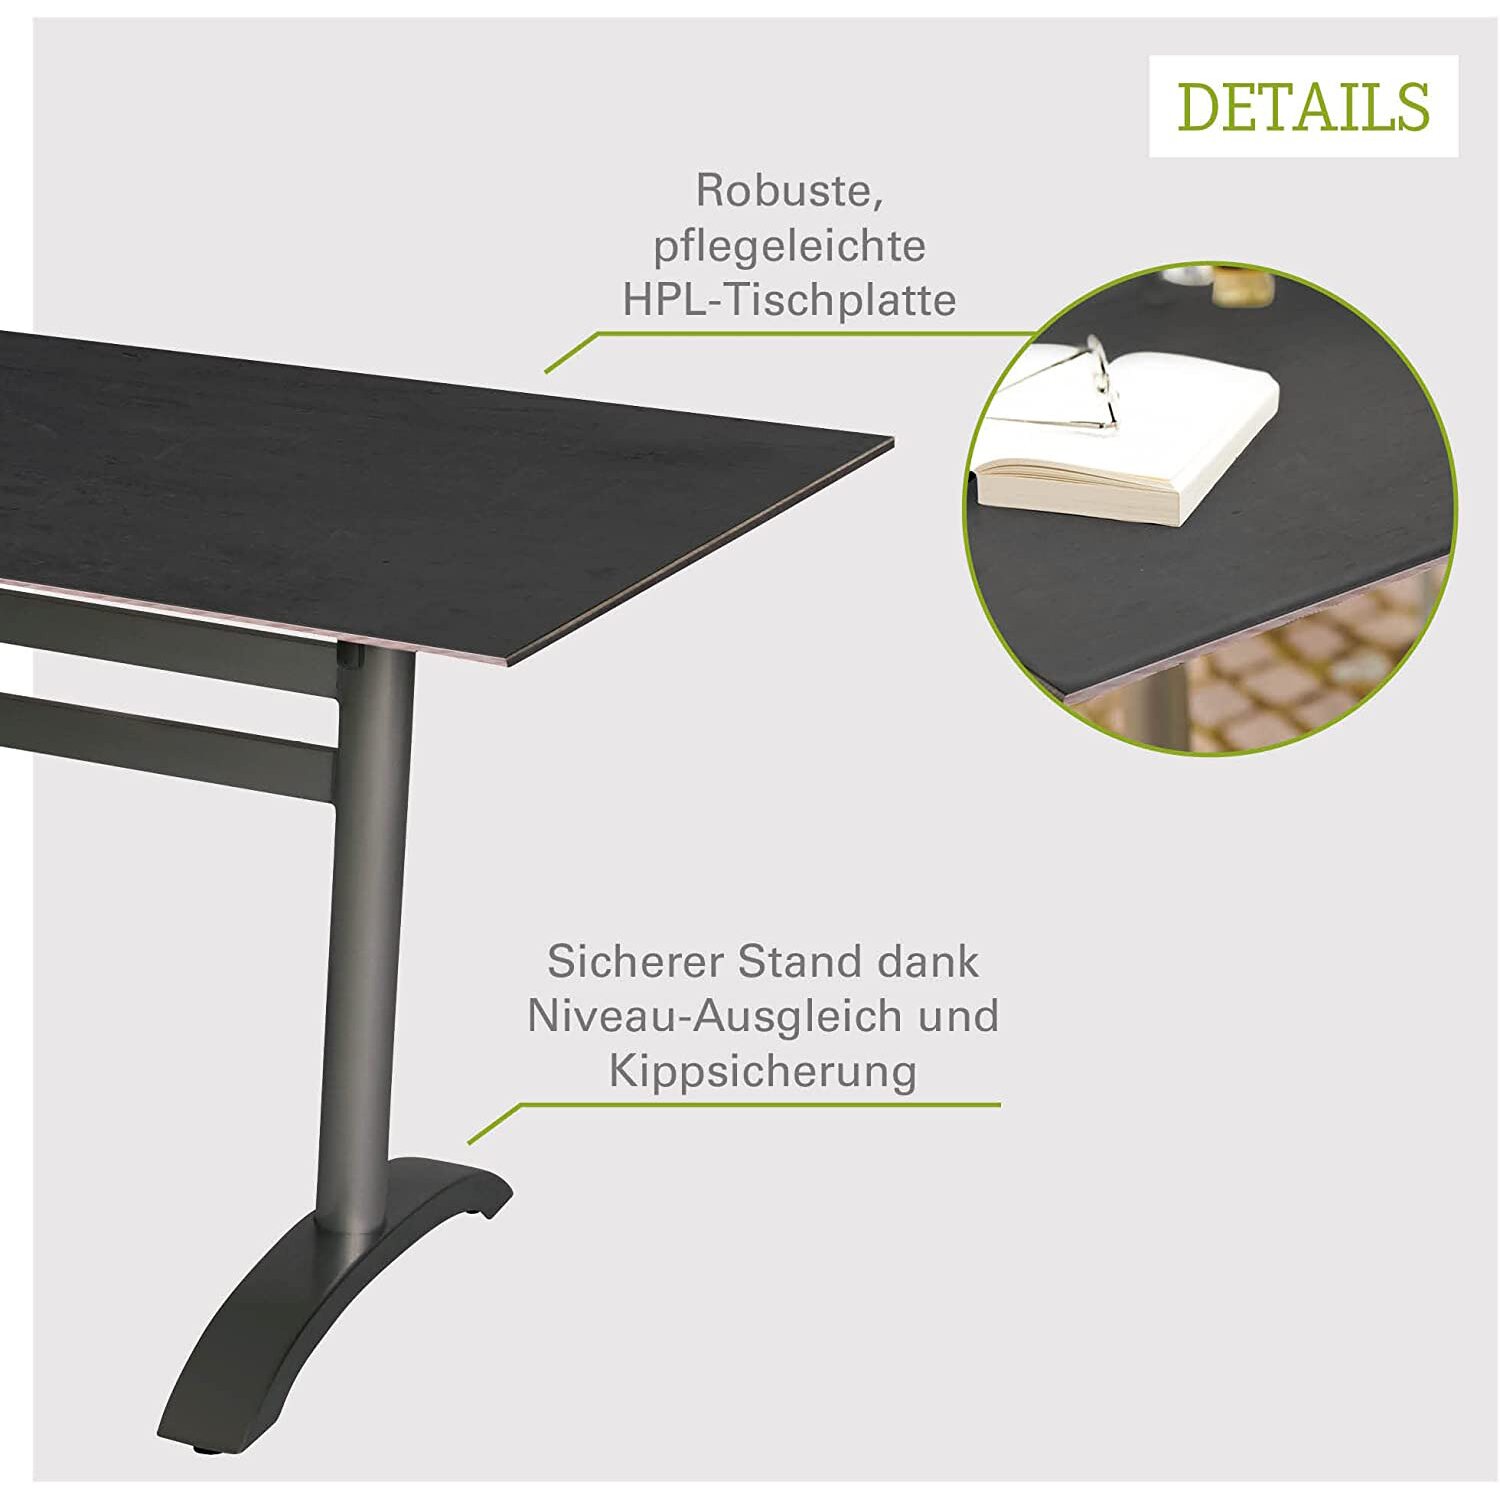 DETAILS
Robuste,
pflegeleichte
HPL-Tischplatte
Sicherer Stand dank
Niveau-Ausgleich und
Kippsicherung